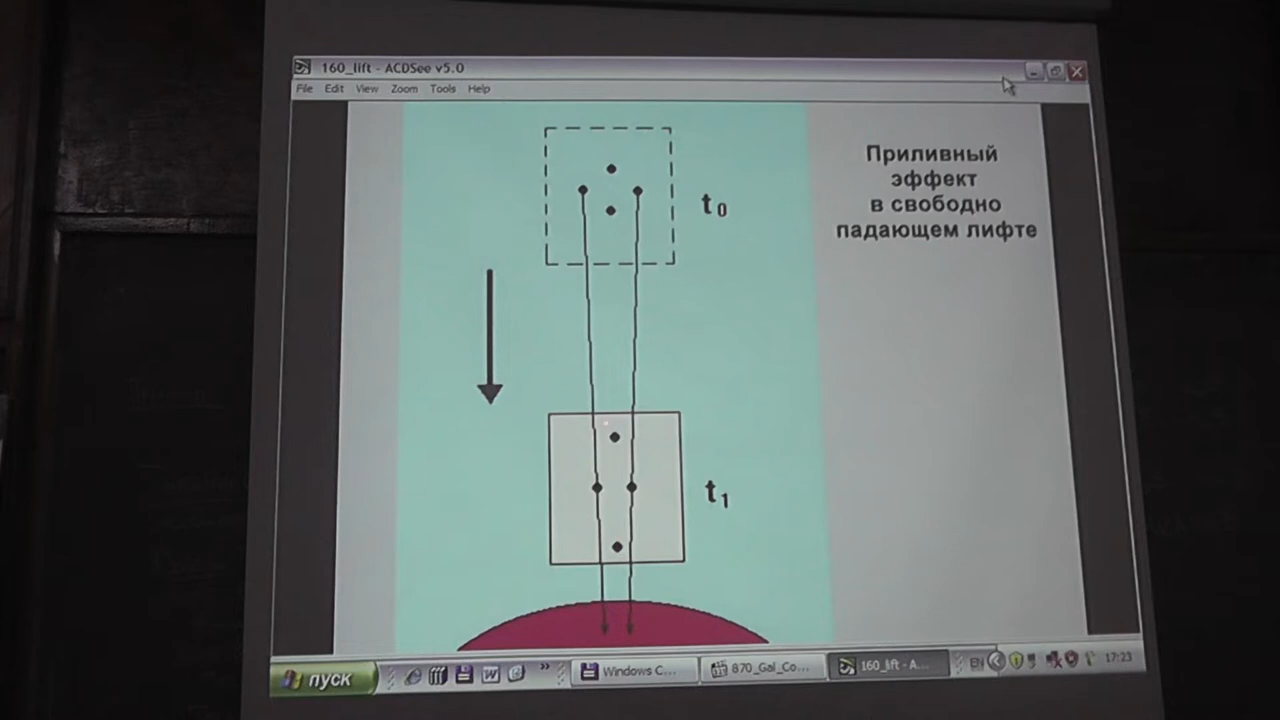 160_lift - ACDSee v5.0
File Edit View Zoom Tools Help
Приливный
эффект
в свободно
падающем лифте
t0
t1
пуск
»
Windows C...
870_Gal_Co...
160_lift - A...
EN
17:23